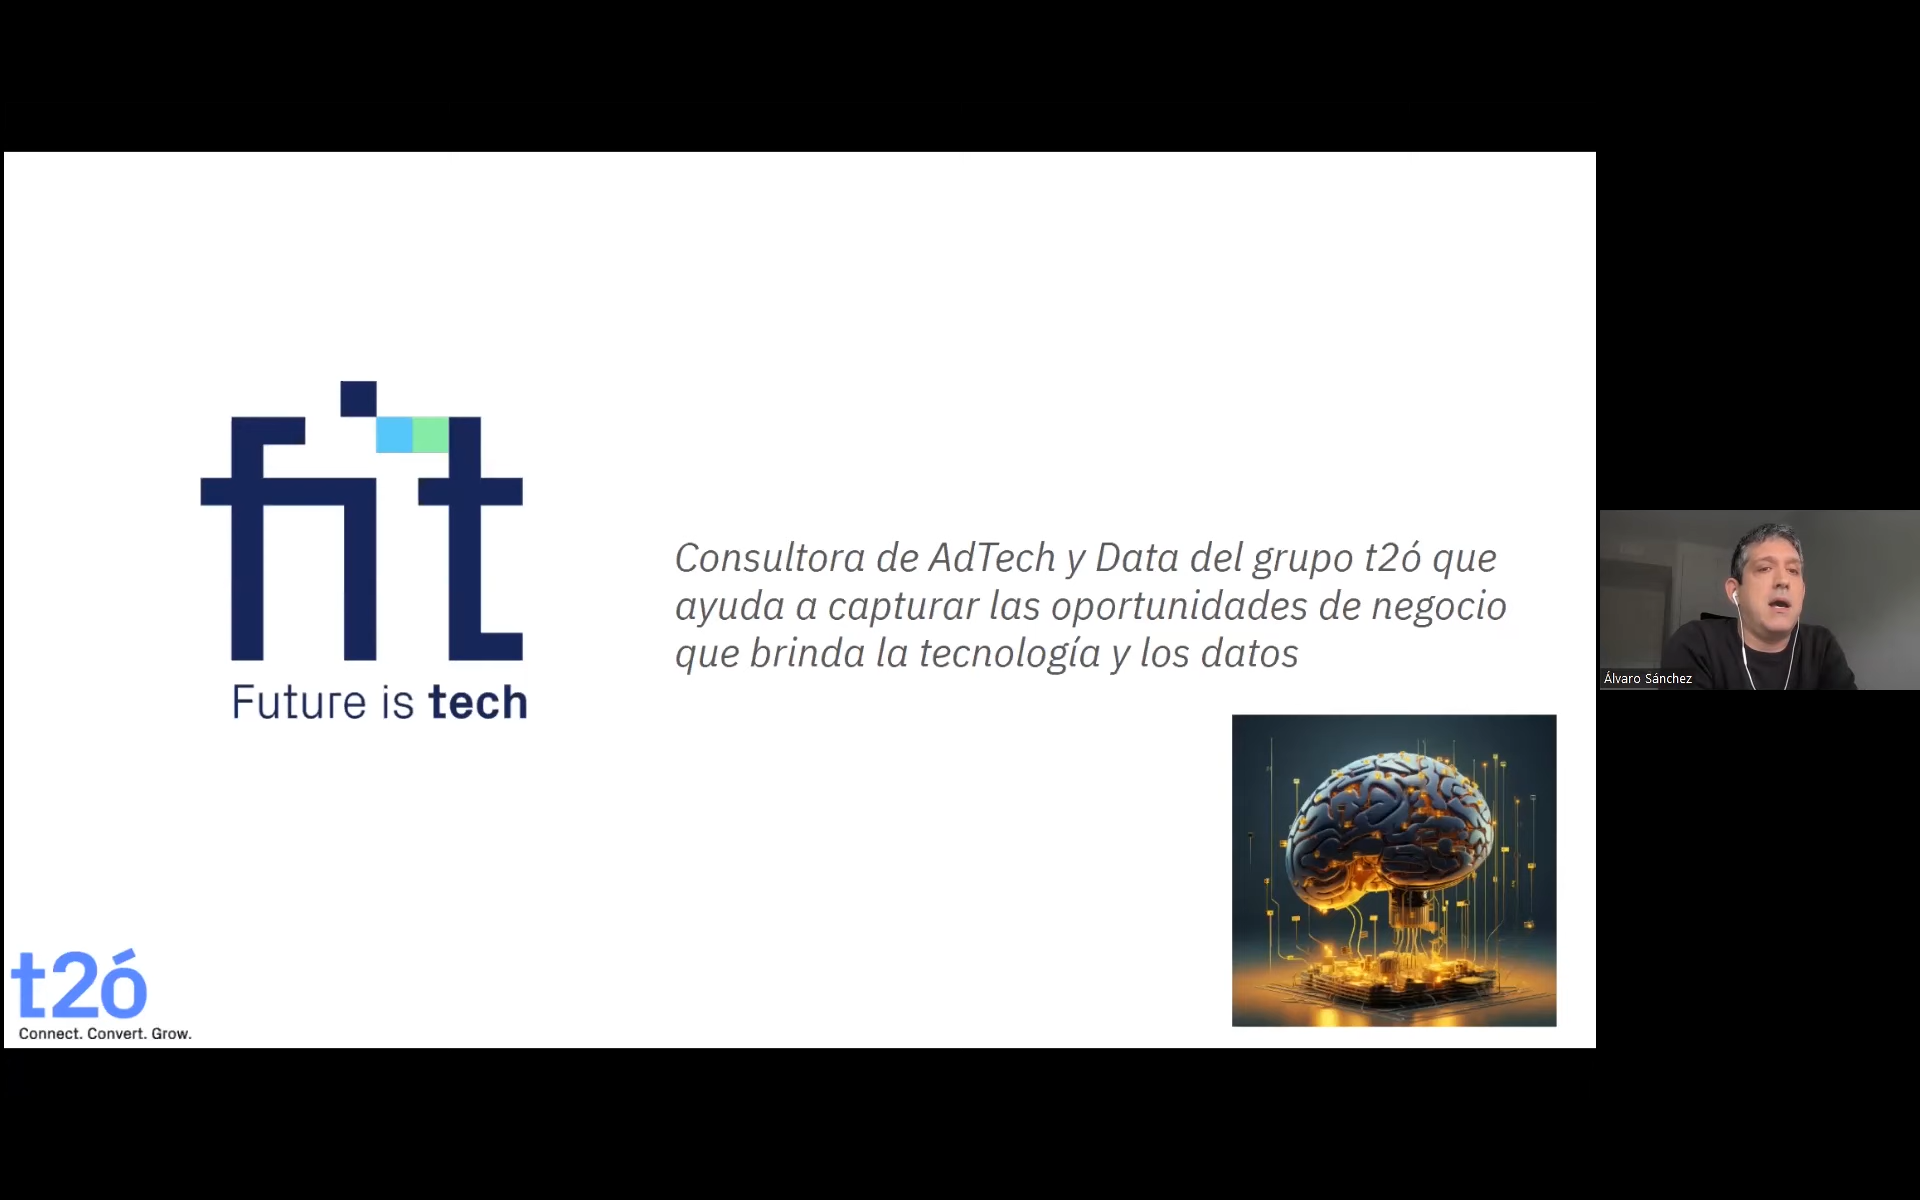 fit
Future is tech
Consultora de AdTech y Data del grupo t2ó que
ayuda a capturar las oportunidades de negocio
que brinda la tecnología y los datos
t2ó
Connect. Convert. Grow.
Álvaro Sánchez